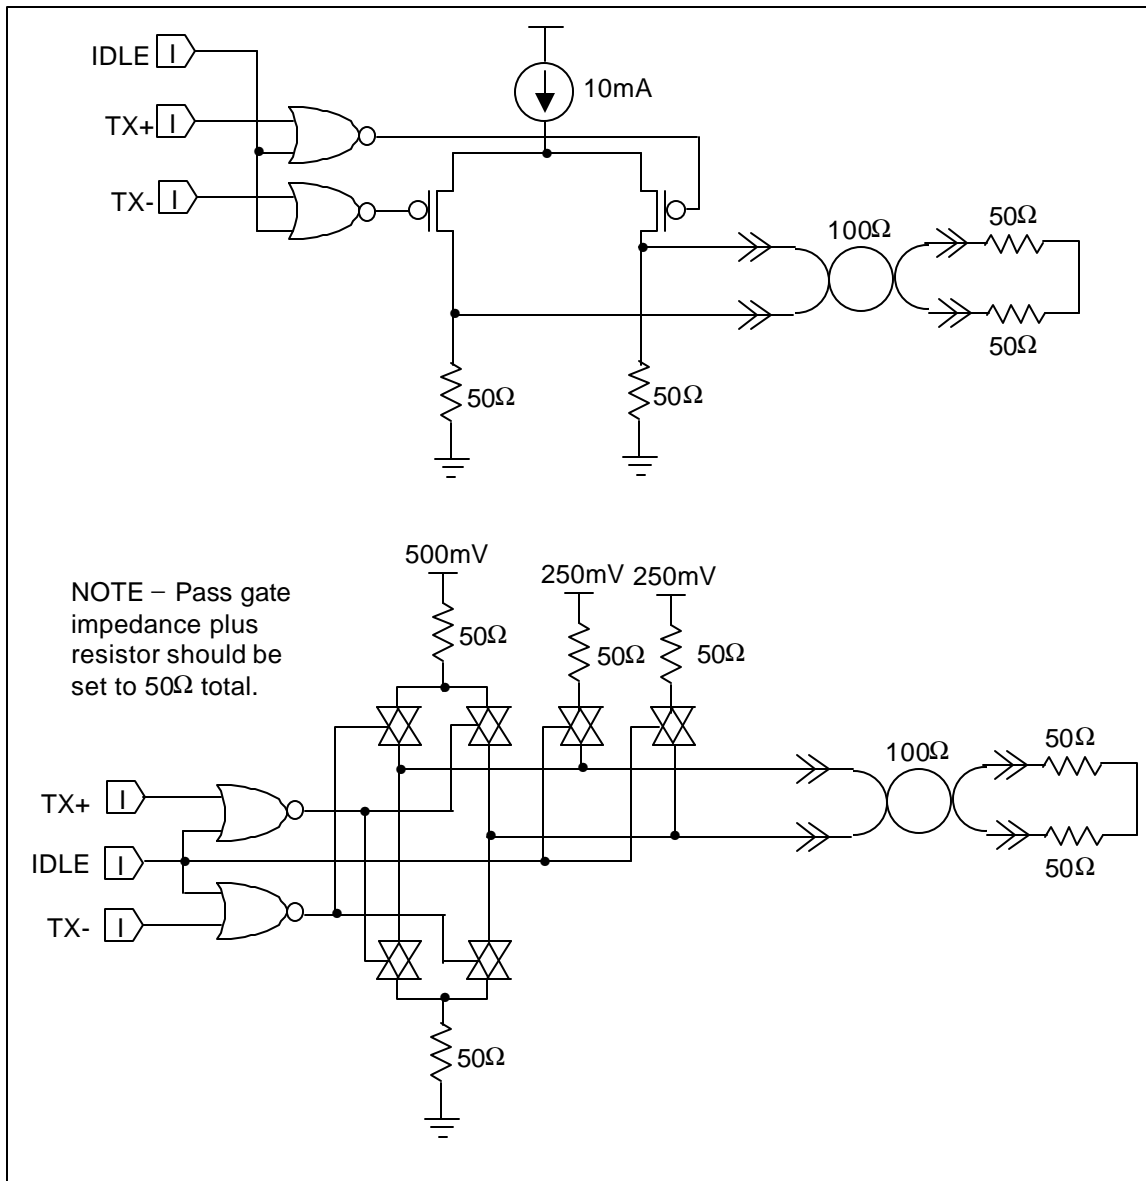 IDLE I
10mA
TX+ I
TX- I
100Ω
50Ω
50Ω
50Ω
50Ω
500mV
250mV
250mV
NOTE – Pass gate
impedance plus
resistor should be
set to 50Ω total.
50Ω
50Ω
50Ω
100Ω
50Ω
TX+ I
IDLE I
50Ω
TX- I
50Ω